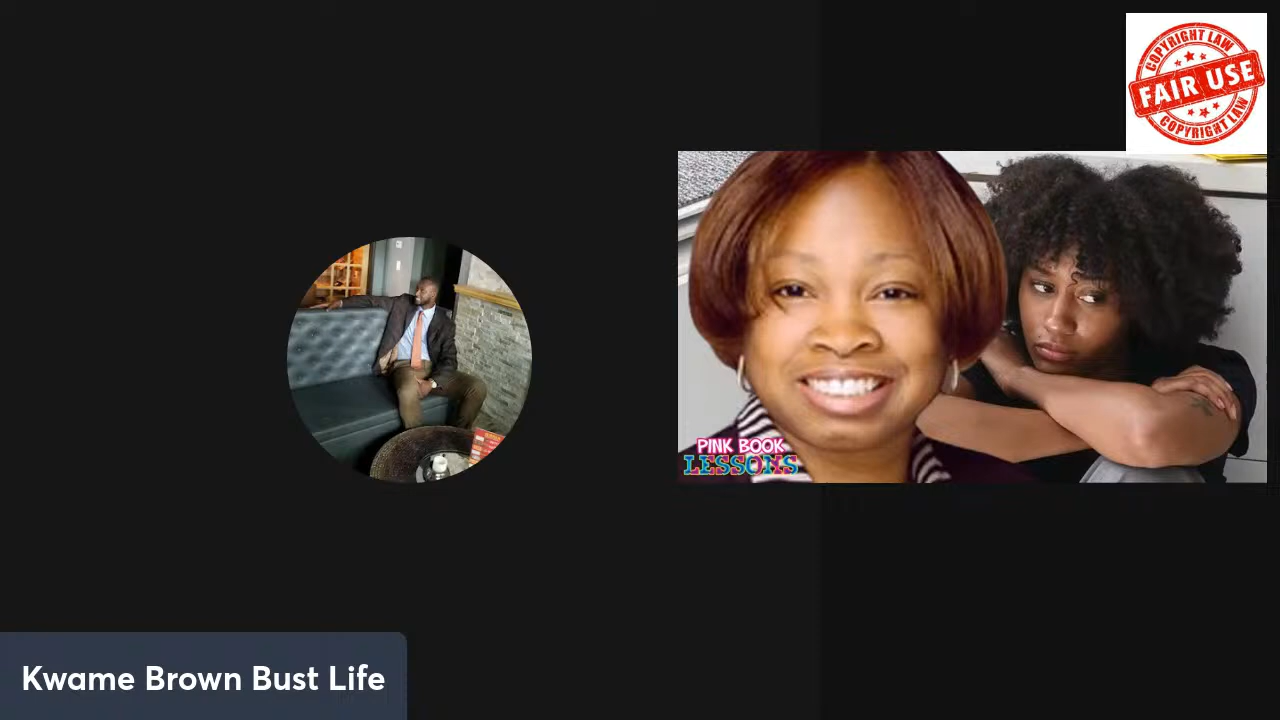 COPYRIGHT LAW
FAIR USE
COPYRIGHT LAW
PINK BOOK
LESSONS
Kwame Brown Bust Life